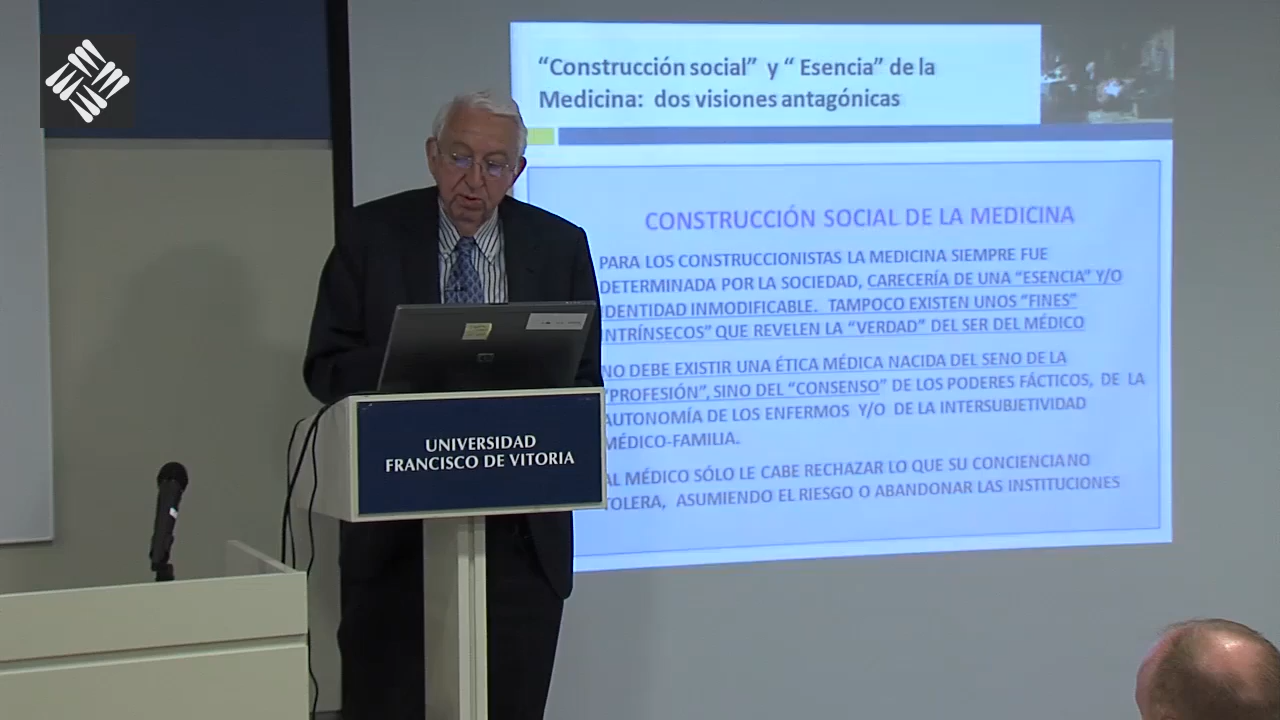 “Construcción social” y “ Esencia” de la
Medicina: dos visiones antagónicas
CONSTRUCCIÓN SOCIAL DE LA MEDICINA
PARA LOS CONSTRUCCIONISTAS LA MEDICINA SIEMPRE FUE
DETERMINADA POR LA SOCIEDAD, CARECERÍA DE UNA “ESENCIA” Y/O
IDENTIDAD INMODIFICABLE. TAMPOCO EXISTEN UNOS “FINES”
INTRÍNSECOS” QUE REVELEN LA “VERDAD” DEL SER DEL MÉDICO
NO DEBE EXISTIR UNA ÉTICA MÉDICA NACIDA DEL SENO DE LA
“PROFESIÓN”, SINO DEL “CONSENSO” DE LOS PODERES FÁCTICOS, DE LA
AUTONOMÍA DE LOS ENFERMOS Y/O DE LA INTERSUBJETIVIDAD
MÉDICO-FAMILIA.
AL MÉDICO SÓLO LE CABE RECHAZAR LO QUE SU CONCIENCIA NO
TOLERA, ASUMIENDO EL RIESGO O ABANDONAR LAS INSTITUCIONES
UNIVERSIDAD
FRANCISCO DE VITORIA